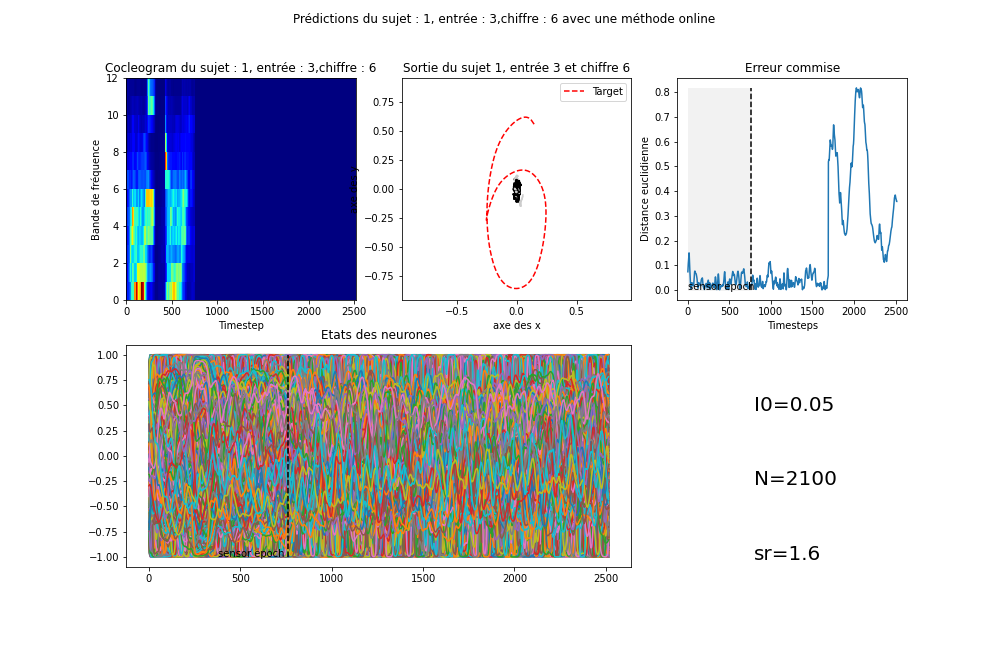 Prédictions du sujet : 1, entrée : 3,chiffre : 6 avec une méthode online
Cocleogram du sujet : 1, entrée : 3,chiffre : 6
Bande de fréquence
12
10
8
6
4
2
0
0 500 1000 1500 2000 2500
Timestep
Sortie du sujet 1, entrée 3 et chiffre 6
Target
0.75
0.50
0.25
0.00
−0.25
−0.50
−0.75
−0.5 0.0 0.5
axe des x
Erreur commise
Distance euclidienne
0.8
0.7
0.6
0.5
0.4
0.3
0.2
0.1
0.0
sensor epoch
0 500 1000 1500 2000 2500
Timesteps
Etats des neurones
1.00
0.75
0.50
0.25
0.00
−0.25
−0.50
−0.75
−1.00
sensor epoch
0 500 1000 1500 2000 2500
I0=0.05
N=2100
sr=1.6